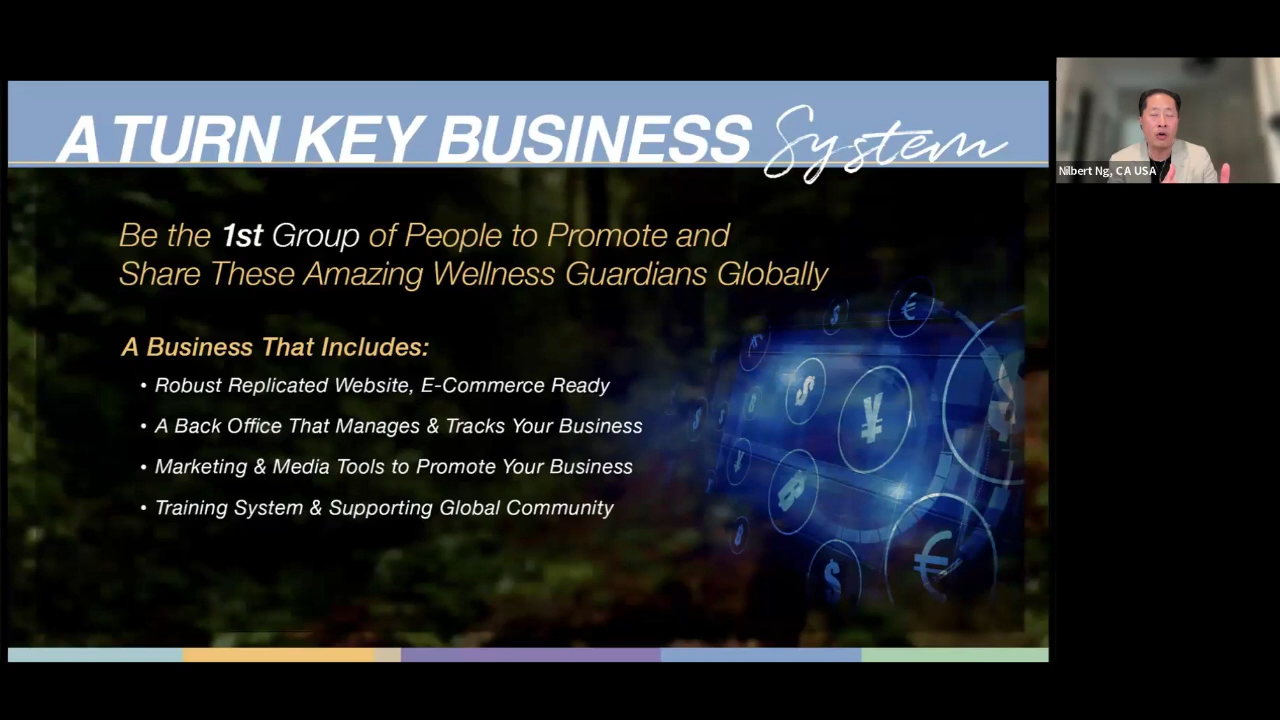 A TURN KEY BUSINESS System
Be the 1st Group of People to Promote and
Share These Amazing Wellness Guardians Globally
A Business That Includes:
• Robust Replicated Website, E-Commerce Ready
• A Back Office That Manages & Tracks Your Business
• Marketing & Media Tools to Promote Your Business
• Training System & Supporting Global Community
Nilbert Ng, CA USA